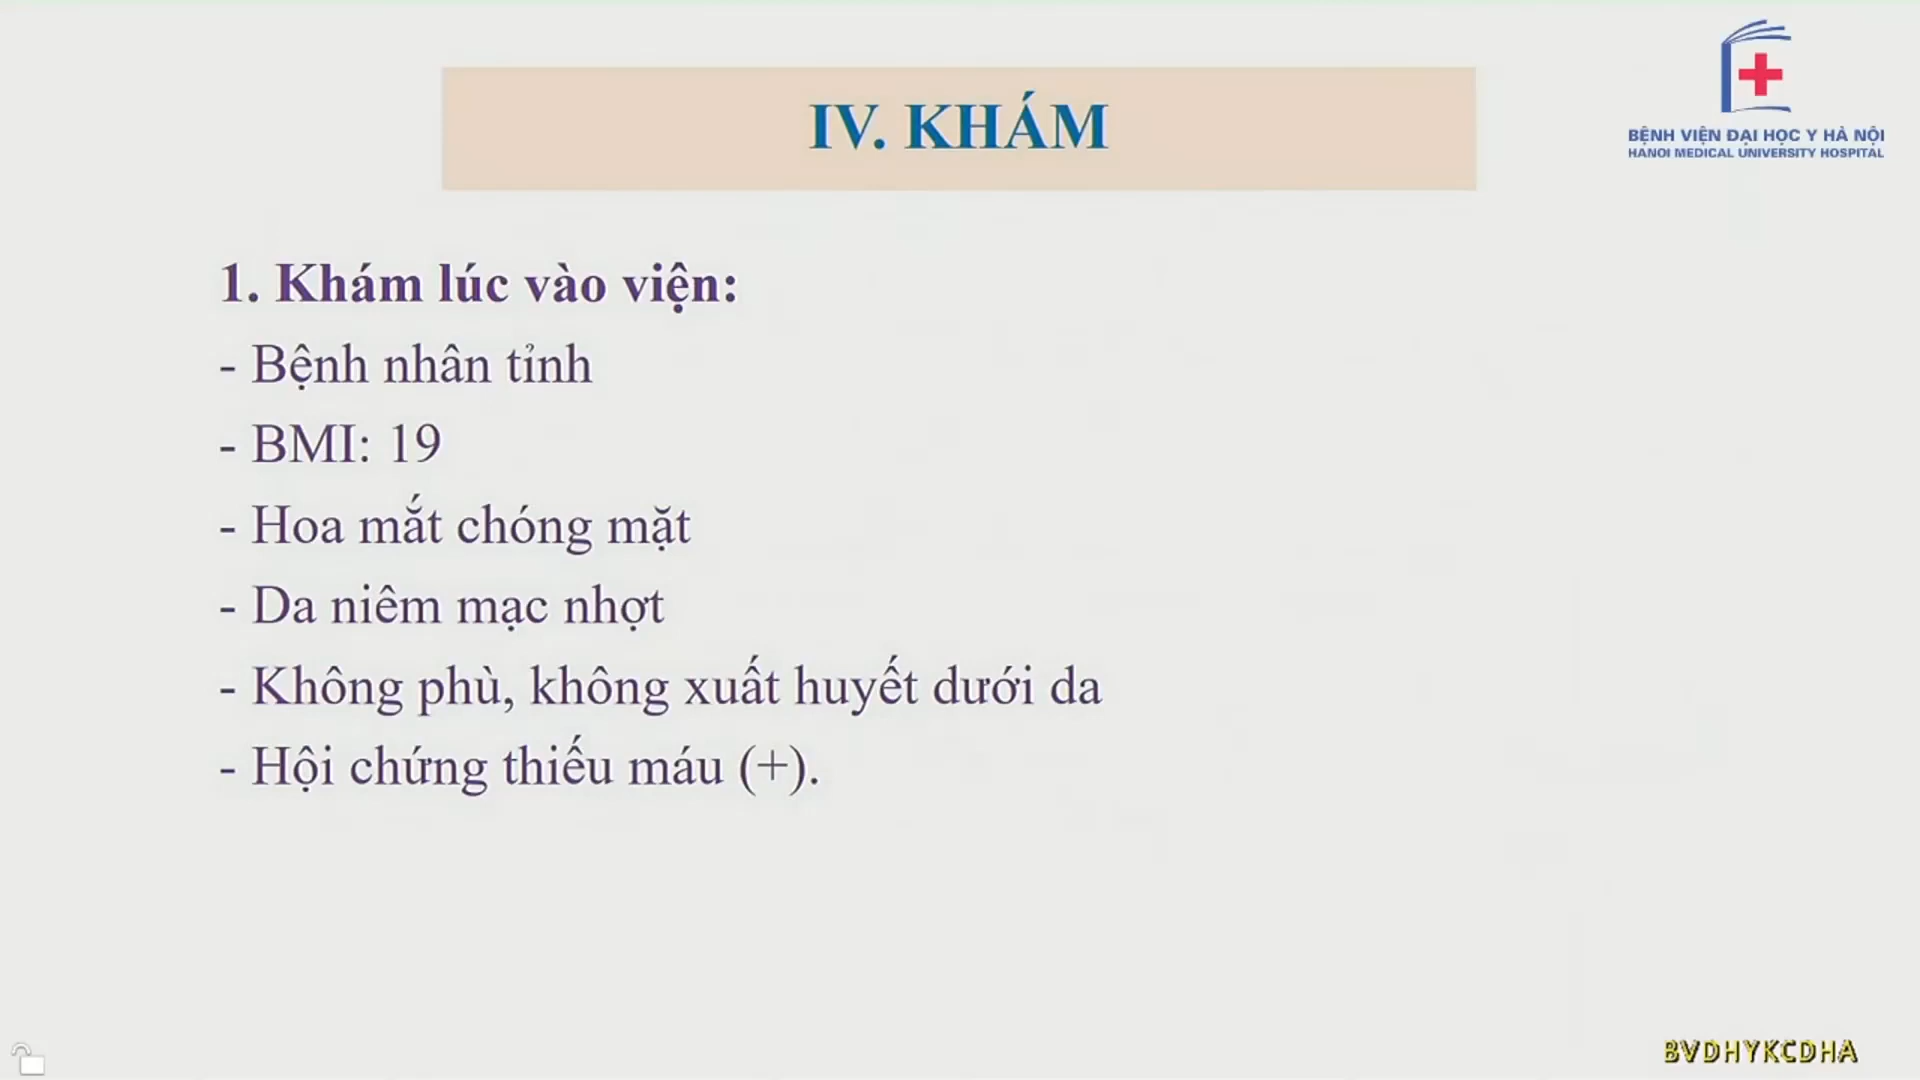 BỆNH VIỆN ĐẠI HỌC Y HÀ NỘI
HANOI MEDICAL UNIVERSITY HOSPITAL
IV. KHÁM
1. Khám lúc vào viện:
- Bệnh nhân tỉnh
- BMI: 19
- Hoa mắt chóng mặt
- Da niêm mạc nhợt
- Không phù, không xuất huyết dưới da
- Hội chứng thiếu máu (+).
BVDHYKCDHA